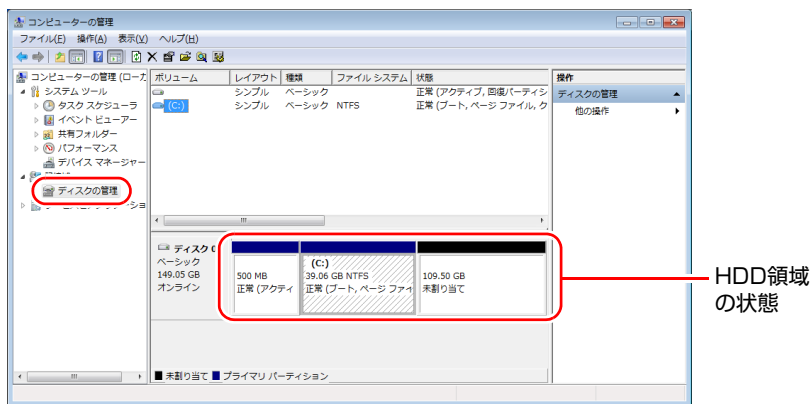 コンピューターの管理
ファイル(F) 操作(A) 表示(V) ヘルプ(H)
コンピューターの管理 (ローカ
システム ツール
タスク スケジューラ
イベント ビューアー
共有フォルダー
パフォーマンス
デバイス マネージャー
ディスクの管理
ボリューム レイアウト 種類 ファイル システム 状態
シンプル ベーシック 正常 (アクティブ, 回復パーティシ
(C:) シンプル ベーシック NTFS 正常 (ブート, ページ ファイル, ク
操作
ディスクの管理
他の操作
ディスク 0
ベーシック
149.05 GB
オンライン
500 MB
正常 (アクティ
(C:)
39.06 GB NTFS
正常 (ブート, ページ ファイ
109.50 GB
未割り当て
未割り当て プライマリ パーティション
HDD領域
の状態